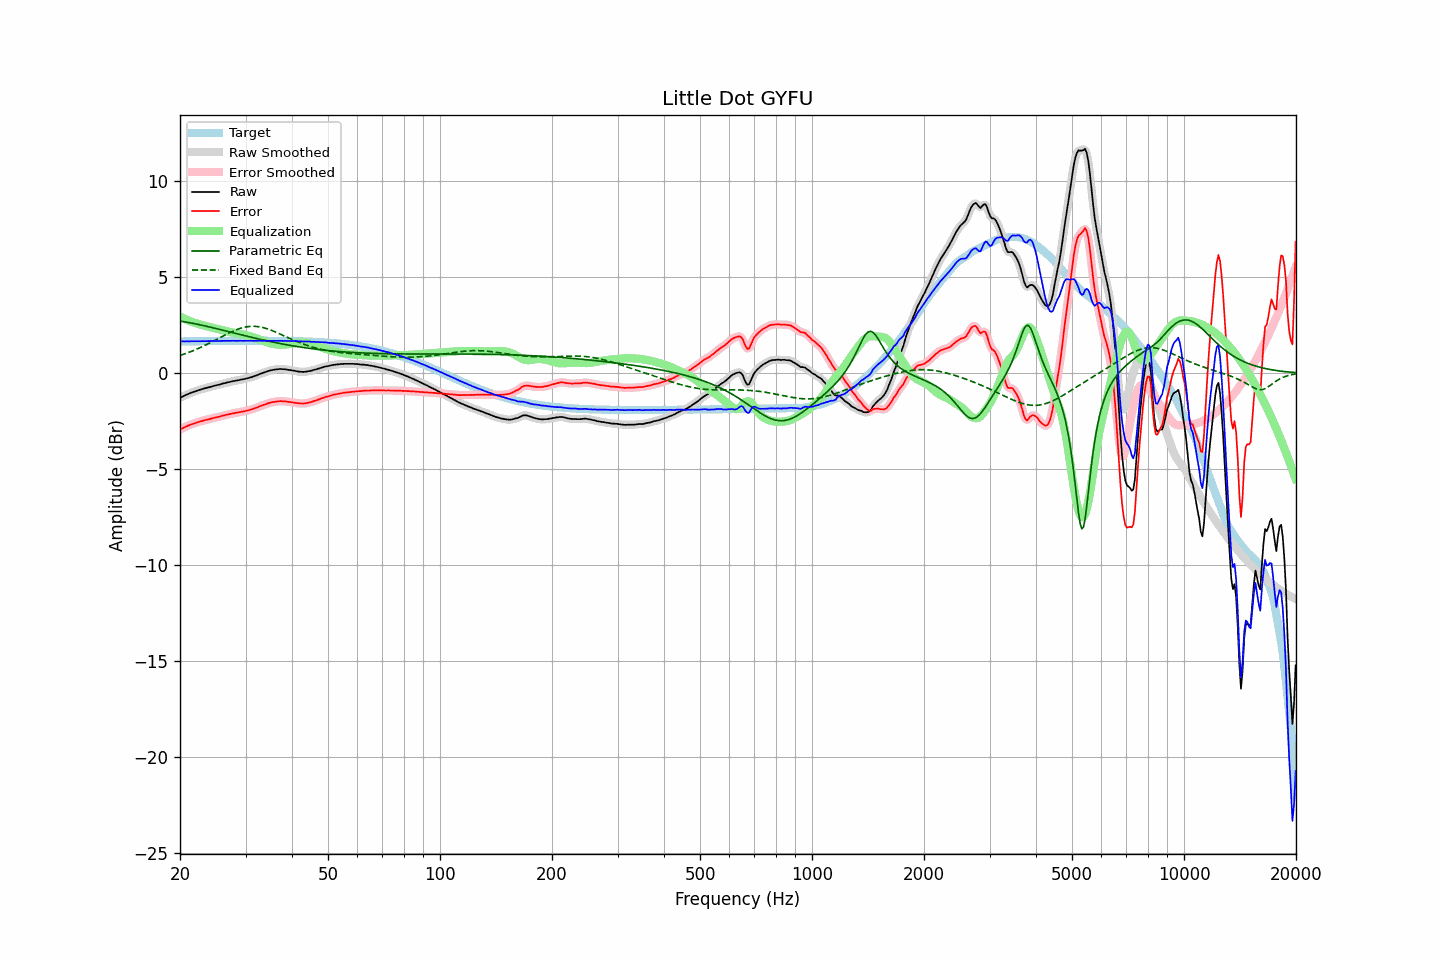 Little Dot GYFU
Target
Raw Smoothed
Error Smoothed
Raw
Error
Equalization
Parametric Eq
Fixed Band Eq
Equalized
10
5
0
−5
−10
−15
−20
−25
Amplitude (dBr)
20 50 100 200 500 1000 2000 5000 10000 20000
Frequency (Hz)